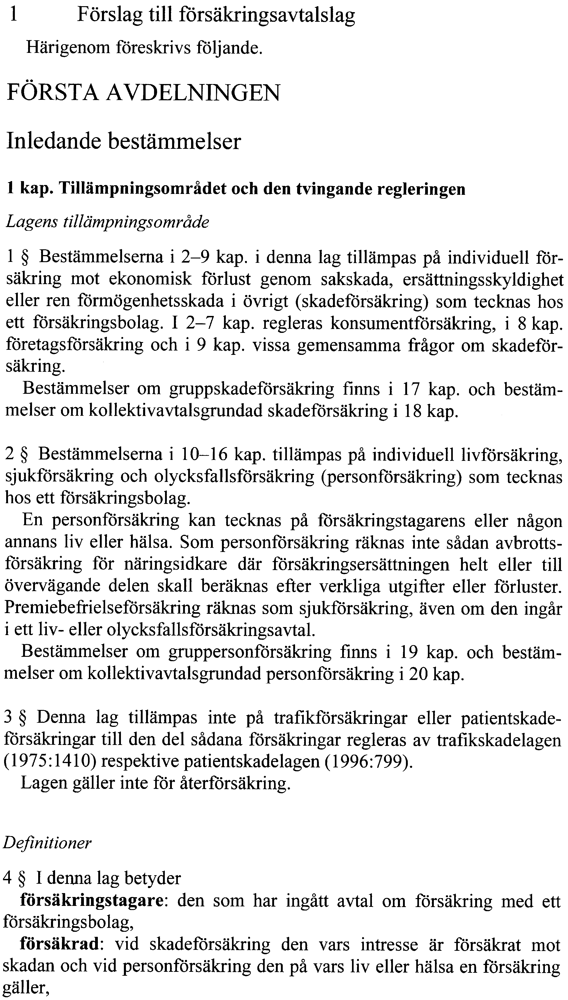 1 Förslag till försäkringsavtalslag
Härigenom föreskrivs följande.
FÖRSTA AVDELNINGEN
Inledande bestämmelser
1 kap. Tillämpningsområdet och den tvingande regleringen
Lagens tillämpningsområde
1 § Bestämmelserna i 2–9 kap. i denna lag tillämpas på individuell för-
säkring mot ekonomisk förlust genom sakskada, ersättningsskyldighet
eller ren förmögenhetsskada i övrigt (skadeförsäkring) som tecknas hos
ett försäkringsbolag. I 2–7 kap. regleras konsumentförsäkring, i 8 kap.
företagsförsäkring och i 9 kap. vissa gemensamma frågor om skadeför-
säkring.
Bestämmelser om gruppskadeförsäkring finns i 17 kap. och bestäm-
melser om kollektivavtalsgrundad skadeförsäkring i 18 kap.
2 § Bestämmelserna i 10–16 kap. tillämpas på individuell livförsäkring,
sjukförsäkring och olycksfallsförsäkring (personförsäkring) som tecknas
hos ett försäkringsbolag.
En personförsäkring kan tecknas på försäkringstagarens eller någon
annans liv eller hälsa. Som personförsäkring räknas inte sådan avbrotts-
försäkring för näringsidkare där försäkringsersättningen helt eller till
övervägande delen skall beräknas efter verkliga utgifter eller förluster.
Premiebefrielseförsäkring räknas som sjukförsäkring, även om den ingår
i ett liv- eller olycksfallsförsäkringsavtal.
Bestämmelser om gruppersonförsäkring finns i 19 kap. och bestäm-
melser om kollektivavtalsgrundad personförsäkring i 20 kap.
3 § Denna lag tillämpas inte på trafikförsäkringar eller patientskade-
försäkringar till den del sådana försäkringar regleras av trafikskadelagen
(1975:1410) respektive patientskadelagen (1996:799).
Lagen gäller inte för återförsäkring.
Definitioner
4 § I denna lag betyder
försäkringstagare: den som har ingått avtal om försäkring med ett
försäkringsbolag,
försäkrad: vid skadeförsäkring den vars intresse är försäkrat mot
skadan och vid personförsäkring den på vars liv eller hälsa en försäkring
gäller,